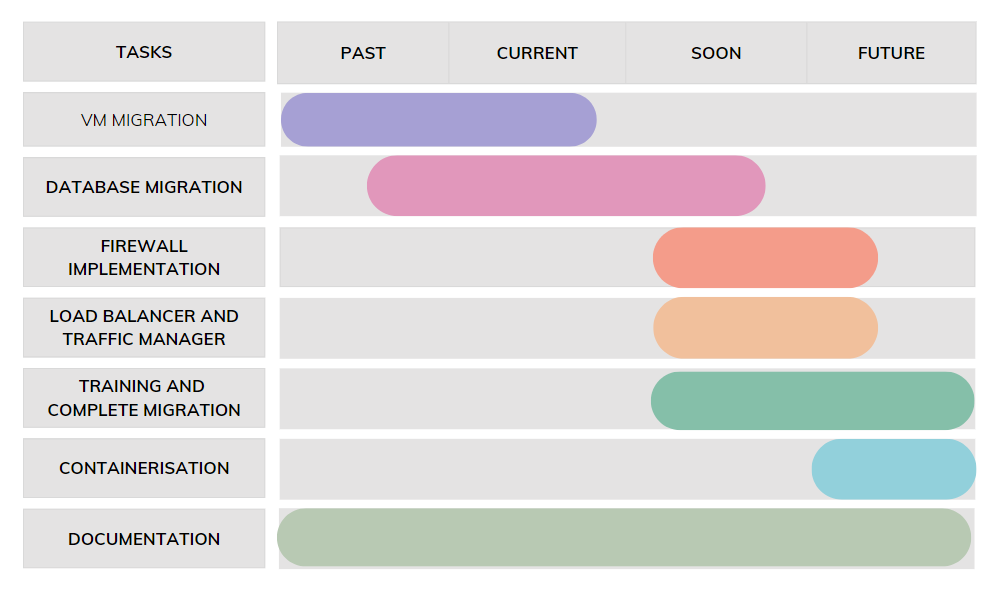 TASKS
PAST
CURRENT
SOON
FUTURE
VM MIGRATION
DATABASE MIGRATION
FIREWALL
IMPLEMENTATION
LOAD BALANCER AND
TRAFFIC MANAGER
TRAINING AND
COMPLETE MIGRATION
CONTAINERISATION
DOCUMENTATION